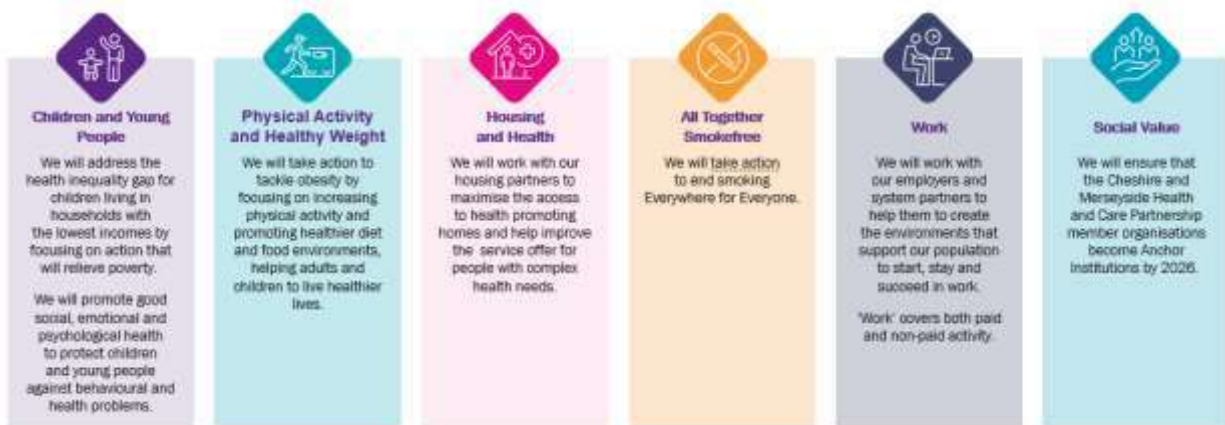 Children and Young
People
We will address the
health inequality gap for
children living in
households with
the lowest incomes by
focusing on action that
will relieve poverty.
We will promote good
social, emotional and
psychological health
to protect children
and young people
against behavioural and
health problems.
Physical Activity
and Healthy Weight
We will take action to
tackle obesity by
focusing on increasing
physical activity and
promoting healthier diet
and food environments,
helping adults and
children to live healthier
lives.
Housing
and Health
We will work with our
housing partners to
maximise the access
to health promoting
homes and help improve
the service offer for
people with complex
health needs.
All Together
Smokefree
We will take action
to end smoking
Everywhere for Everyone.
Work
We will work with
our employers and
system partners to
help them to create
the environments that
support our population
to start, stay and
succeed in work.
'Work' covers both paid
and non-paid activity.
Social Value
We will ensure that
the Cheshire and
Merseyside Health
and Care Partnership
member organisations
become Anchor
Institutions by 2026.